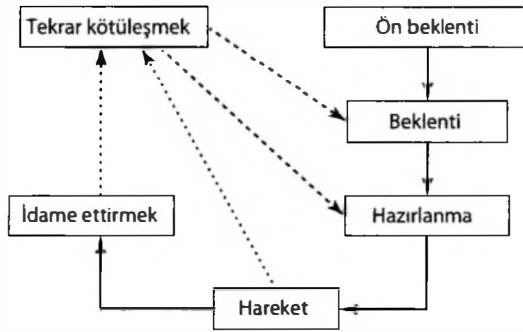 Tekrar kötüleşmek
Ön beklenti
Beklenti
İdame ettirmek
Hazırlanma
Hareket